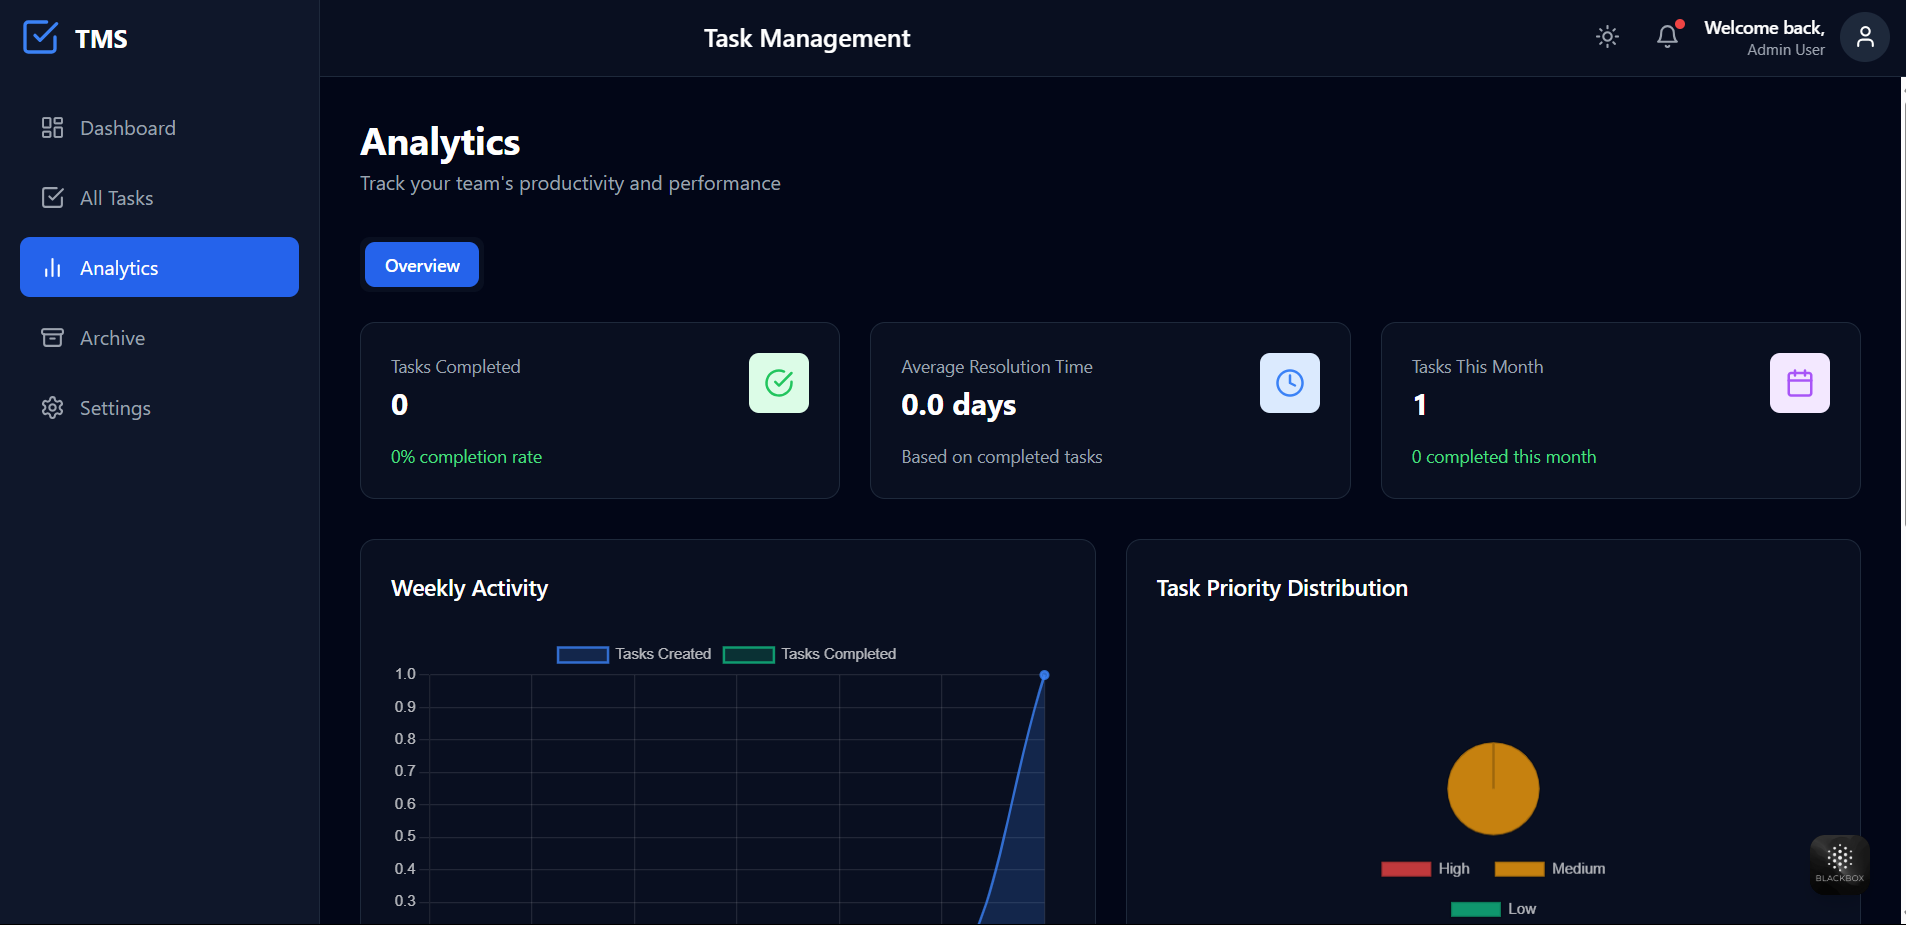 TMS
Task Management
Welcome back,
Admin User
Dashboard
All Tasks
Analytics
Archive
Settings
Analytics
Track your team's productivity and performance
Overview
Tasks Completed
0
0% completion rate
Average Resolution Time
0.0 days
Based on completed tasks
Tasks This Month
1
0 completed this month
Weekly Activity
Tasks Created Tasks Completed
1.0
0.9
0.8
0.7
0.6
0.5
0.4
0.3
Task Priority Distribution
High Medium
Low
BLACKBOX